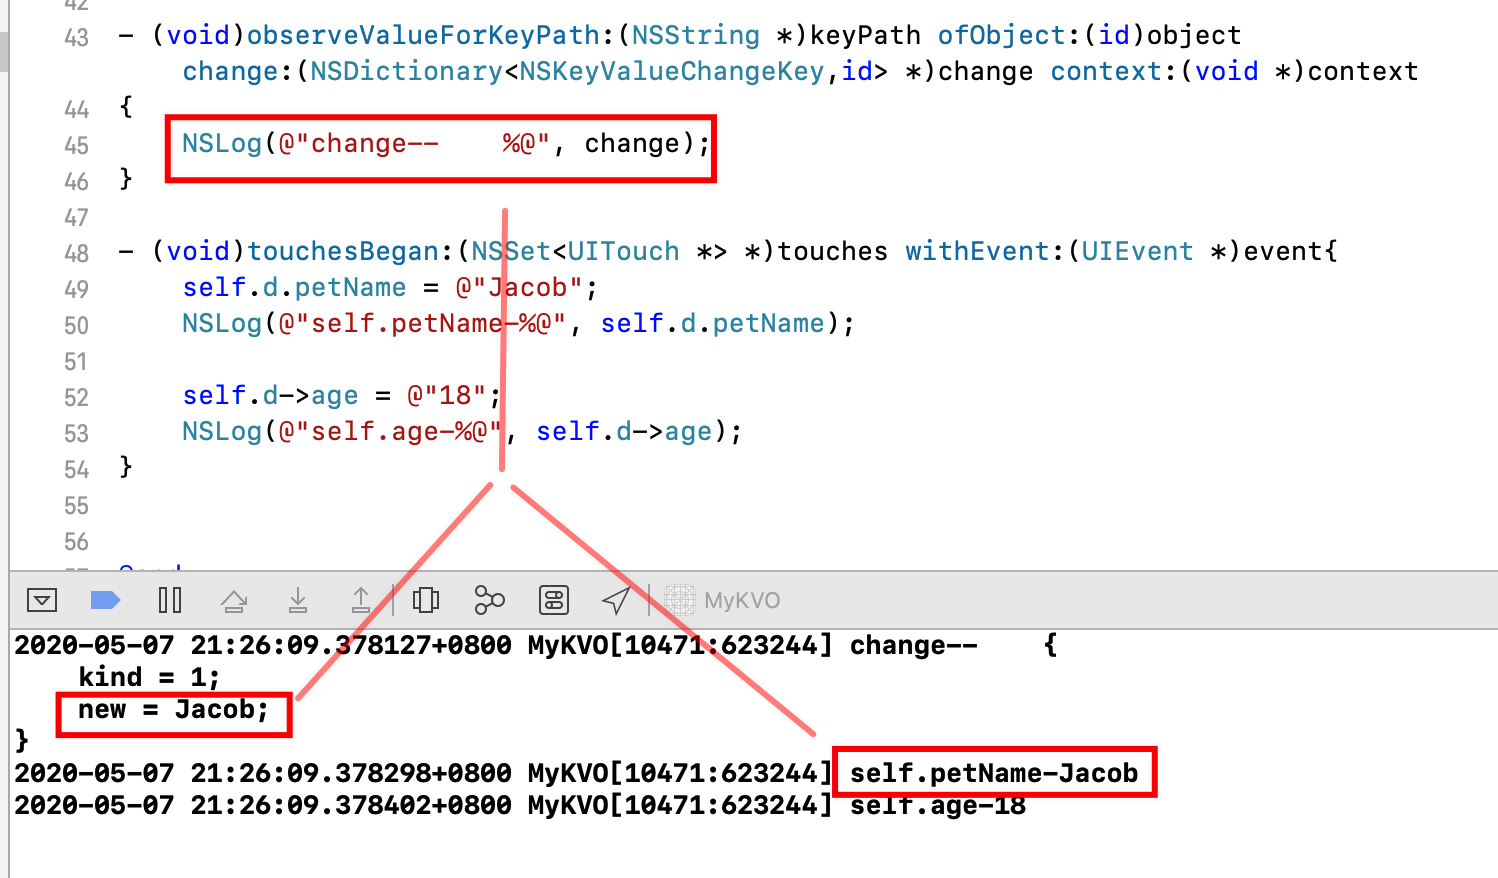 42
43 - (void)observeValueForKeyPath:(NSString *)keyPath ofObject:(id)object
change:(NSDictionary<NSKeyValueChangeKey,id> *)change context:(void *)context
44 {
45 NSLog(@"change--    %@", change);
46 }
47
48 - (void)touchesBegan:(NSSet<UITouch *> *)touches withEvent:(UIEvent *)event{
49 self.d.petName = @"Jacob";
50 NSLog(@"self.petName-%@", self.d.petName);
51
52 self.d->age = @"18";
53 NSLog(@"self.age-%@", self.d->age);
54 }
55
56
MyKVO
2020-05-07 21:26:09.378127+0800 MyKVO[10471:623244] change--    {
kind = 1;
new = Jacob;
}
2020-05-07 21:26:09.378298+0800 MyKVO[10471:623244] self.petName-Jacob
2020-05-07 21:26:09.378402+0800 MyKVO[10471:623244] self.age-18